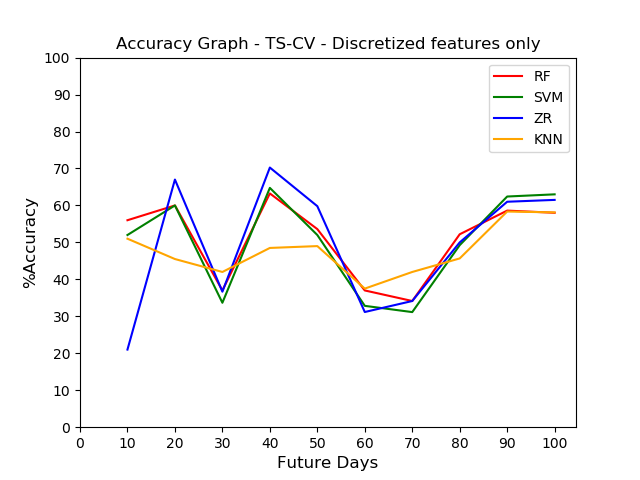 Accuracy Graph - TS-CV - Discretized features only
100
90
80
70
60
50
40
30
20
10
0
%Accuracy
RF
SVM
ZR
KNN
0 10 20 30 40 50 60 70 80 90 100
Future Days